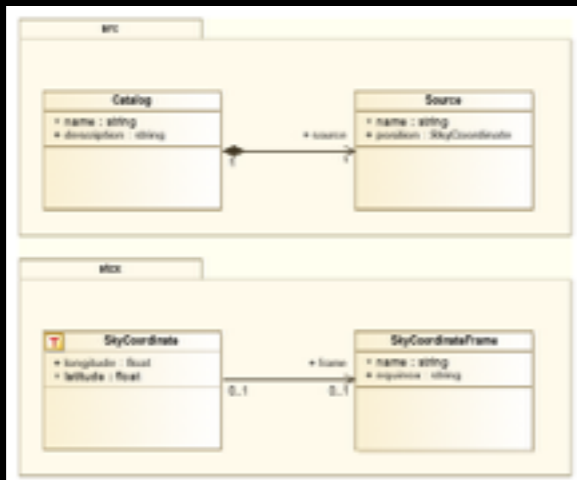 src
Catalog
+ name : string
+ description : string
+ source
1
1
Source
+ name : string
+ position : SkyCoordinate
stcx
T
SkyCoordinate
+ longitude : float
+ latitude : float
+ frame
0..1
0..1
SkyCoordinateFrame
+ name : string
+ equinox : string